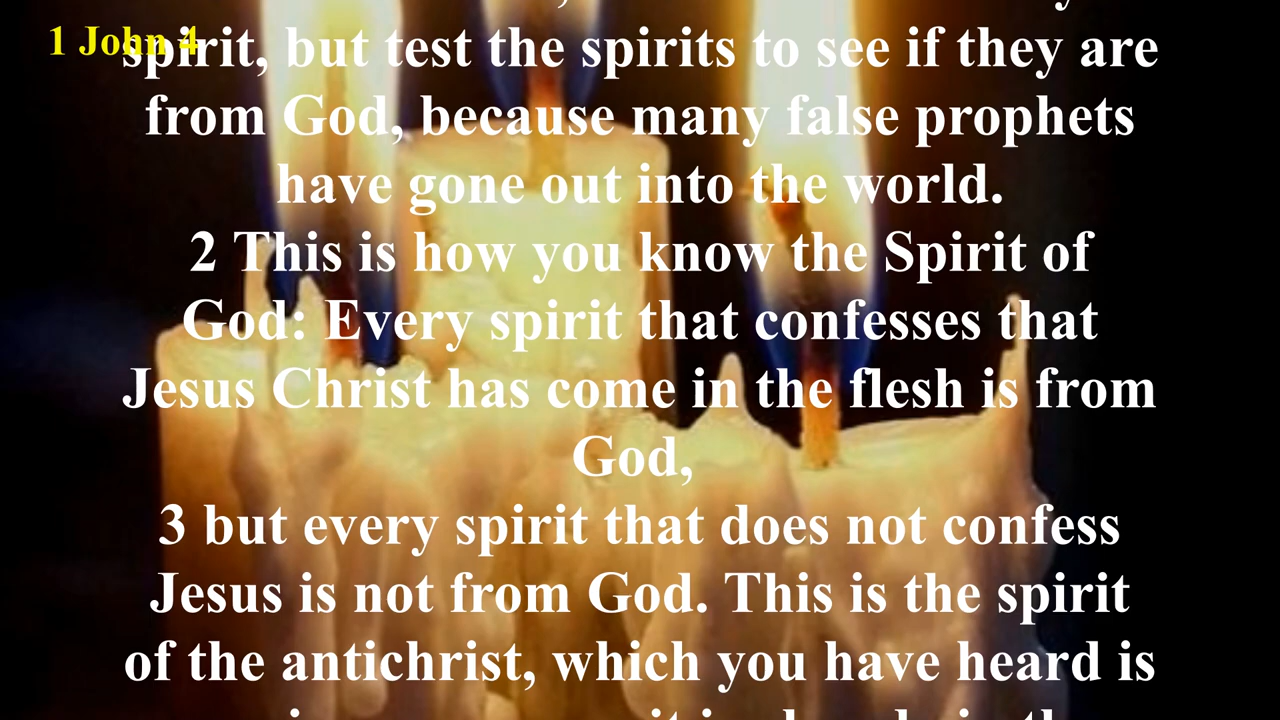 1 John 4
spirit, but test the spirits to see if they are
from God, because many false prophets
have gone out into the world.
2 This is how you know the Spirit of
God: Every spirit that confesses that
Jesus Christ has come in the flesh is from
God,
3 but every spirit that does not confess
Jesus is not from God. This is the spirit
of the antichrist, which you have heard is